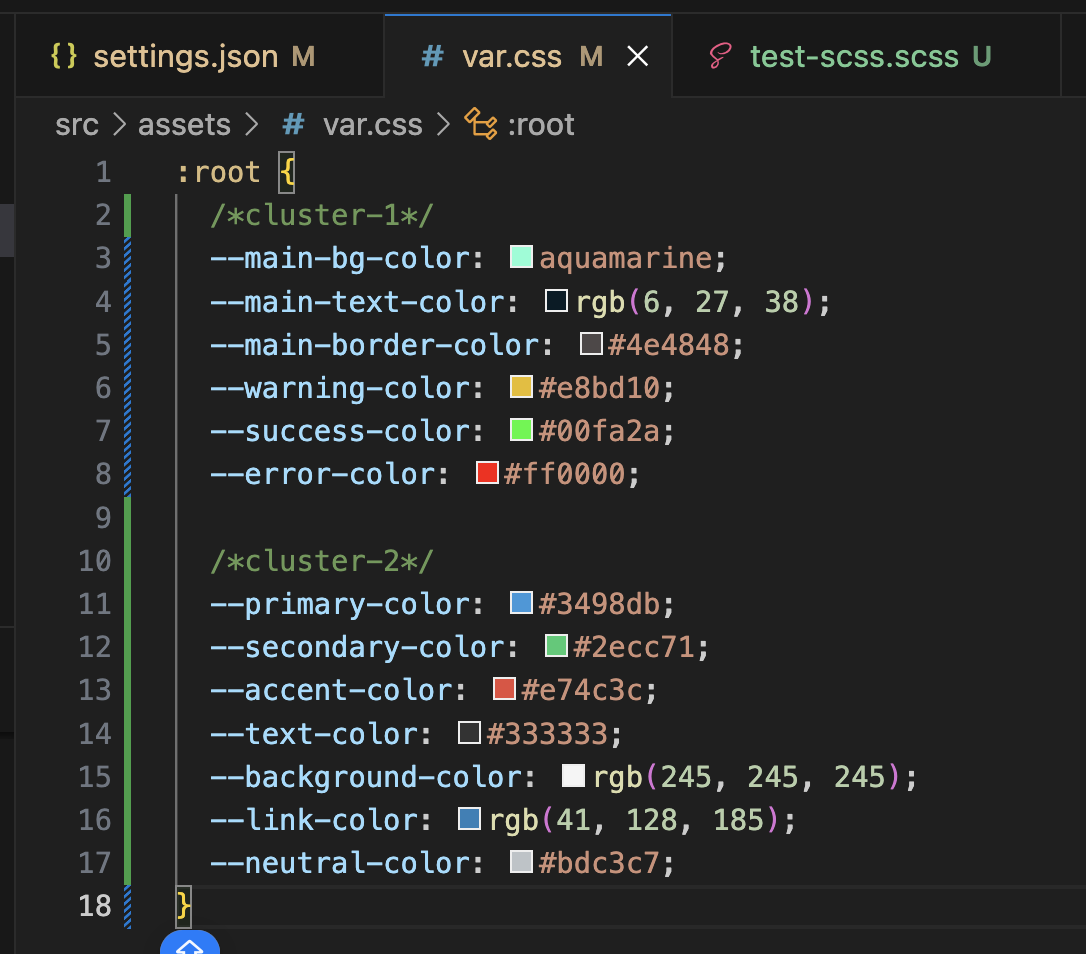 {} settings.json M
# var.css M
test-scss.scss U
src > assets > # var.css > :root
1 :root {
2 /*cluster-1*/
3 --main-bg-color: aquamarine;
4 --main-text-color: rgb(6, 27, 38);
5 --main-border-color: #4e4848;
6 --warning-color: #e8bd10;
7 --success-color: #00fa2a;
8 --error-color: #ff0000;
9
10 /*cluster-2*/
11 --primary-color: #3498db;
12 --secondary-color: #2ecc71;
13 --accent-color: #e74c3c;
14 --text-color: #333333;
15 --background-color: rgb(245, 245, 245);
16 --link-color: rgb(41, 128, 185);
17 --neutral-color: #bdc3c7;
18 }